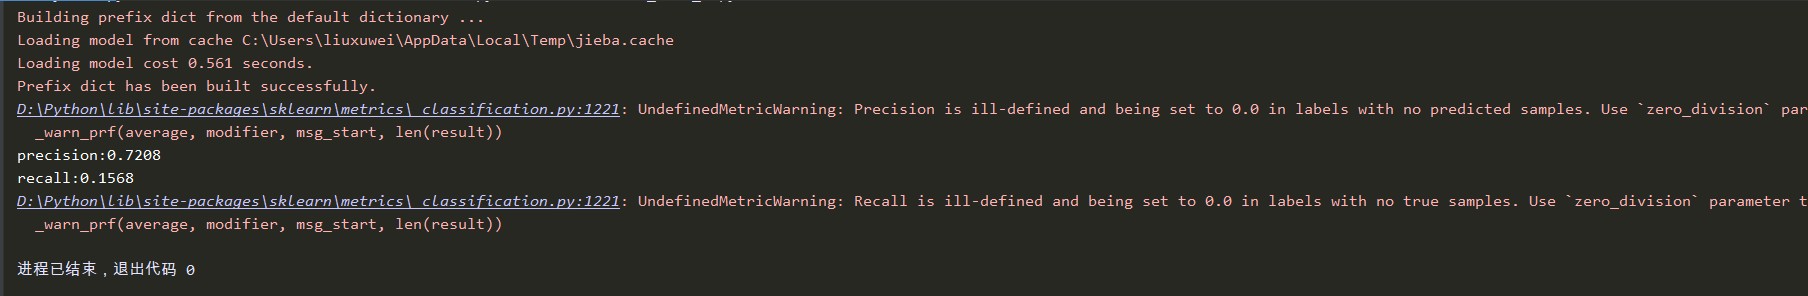 Building prefix dict from the default dictionary ...
Loading model from cache C:\Users\liuxuwei\AppData\Local\Temp\jieba.cache
Loading model cost 0.561 seconds.
Prefix dict has been built successfully.
D:\Python\lib\site-packages\sklearn\metrics\_classification.py:1221: UndefinedMetricWarning: Precision is ill-defined and being set to 0.0 in labels with no predicted samples. Use `zero_division` par
  _warn_prf(average, modifier, msg_start, len(result))
precision:0.7208
recall:0.1568
D:\Python\lib\site-packages\sklearn\metrics\_classification.py:1221: UndefinedMetricWarning: Recall is ill-defined and being set to 0.0 in labels with no true samples. Use `zero_division` parameter t
  _warn_prf(average, modifier, msg_start, len(result))
进程已结束，退出代码 0